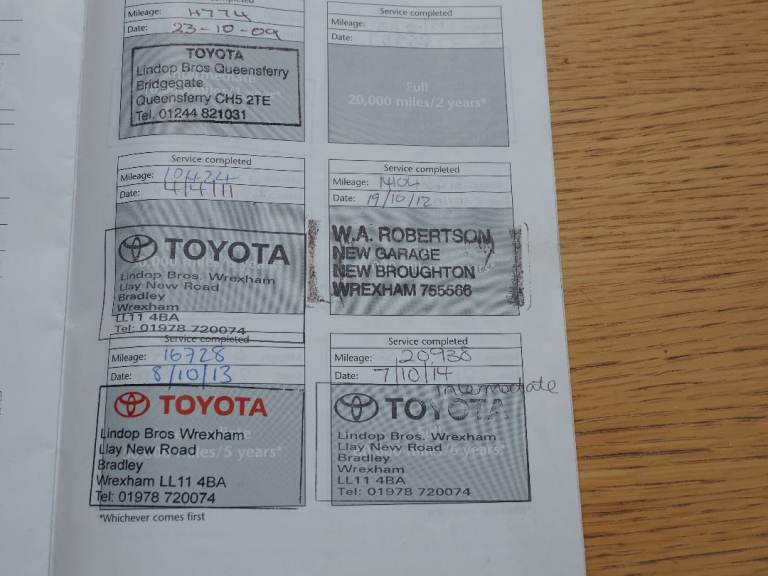 Mileage: 4774
Date: 23-10-09
TOYOTA
Lindop Bros Queensferry
Bridgegate
Queensferry CH5 2TE
Tel. 01244 821031
Service completed
Mileage:
Date:
Full
20,000 miles/2 years*
Service completed
Mileage: 10424
Date: 4/4/11
TOYOTA
Lindop Bros. Wrexham
Llay New Road
Bradley
Wrexham
LL11 4BA
Tel: 01978 720074
Service completed
Mileage: 1404
Date: 19/10/12
W.A. ROBERTSON
NEW GARAGE
NEW BROUGHTON
WREXHAM 755566
Service completed
Mileage: 16728
Date: 8/10/13
TOYOTA
Lindop Bros Wrexham
Llay New Road
Bradley
Wrexham LL11 4BA
Tel: 01978 720074
Service completed
Mileage: 20938
Date: 7/10/14
Intermediate
TOYOTA
Lindop Bros. Wrexham
Llay New Road
Bradley
Wrexham
LL11 4BA
Tel: 01978 720074
*Whichever comes first